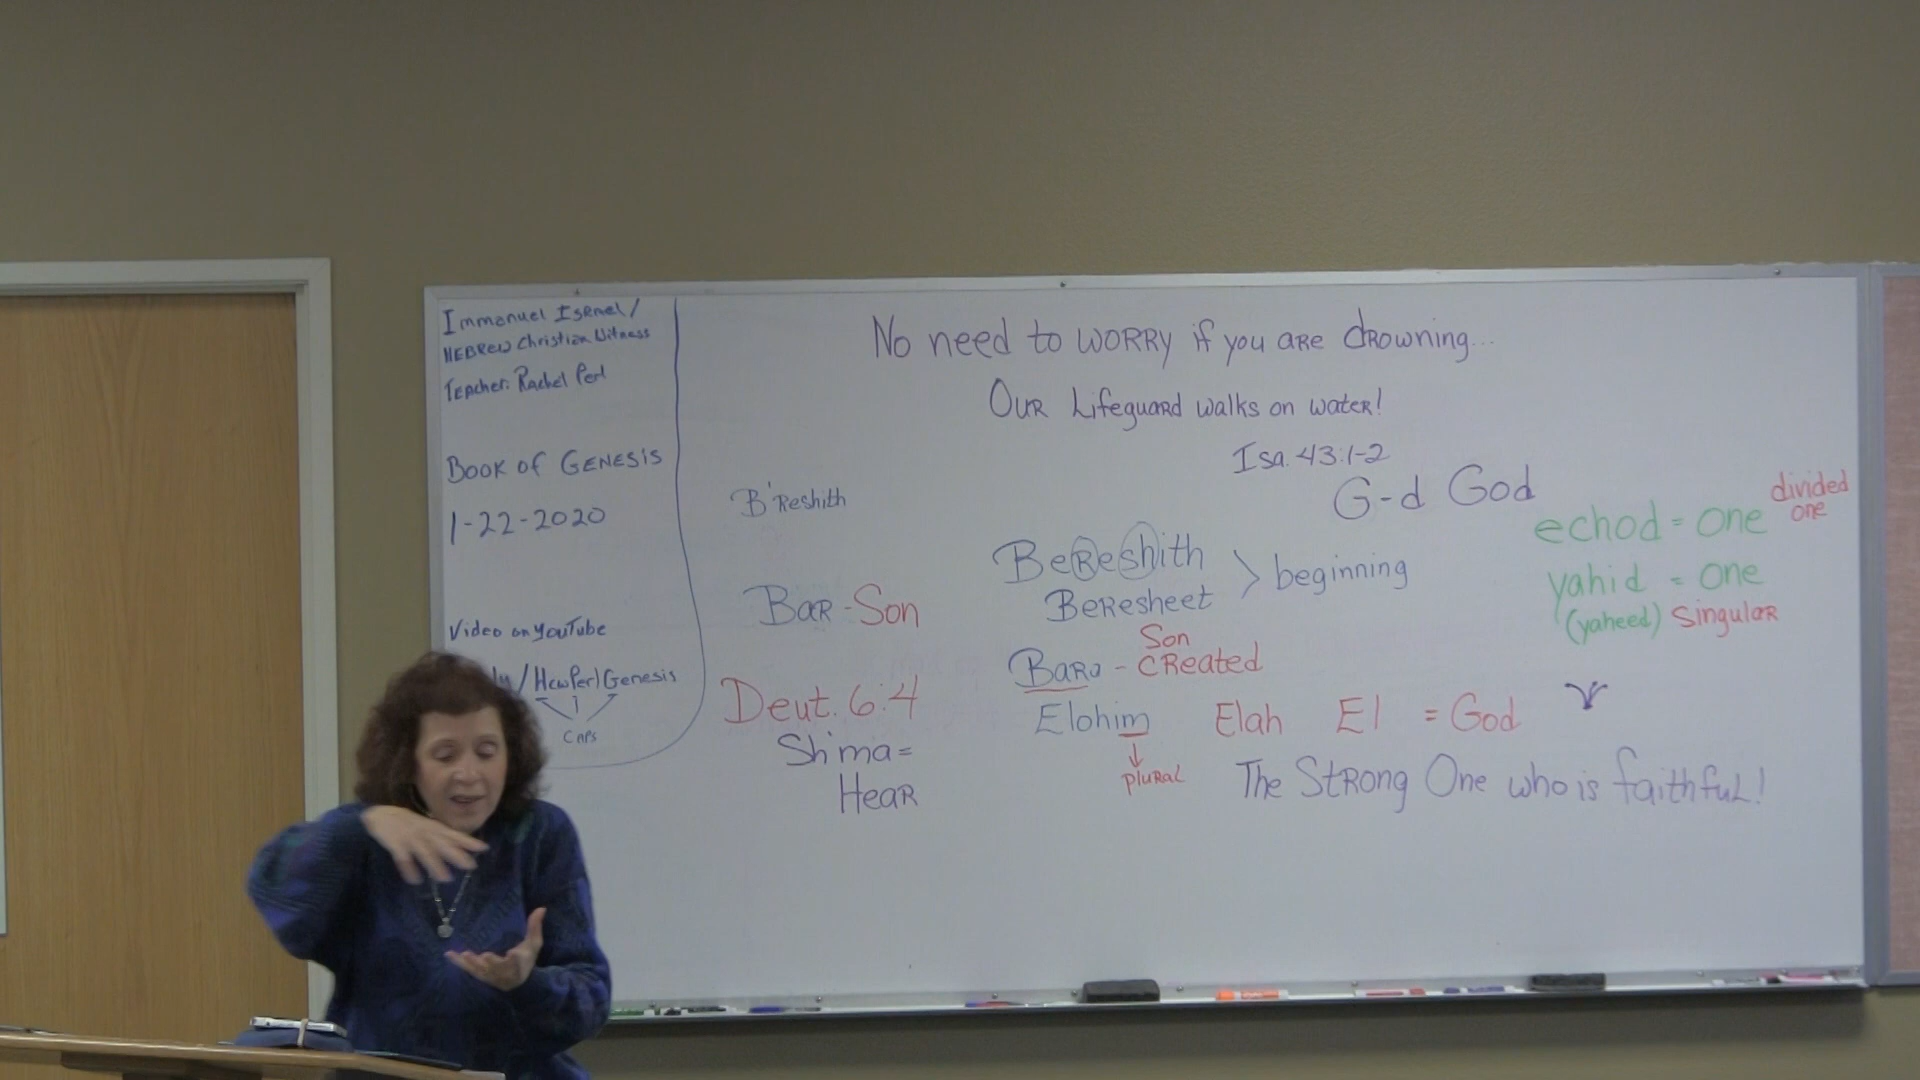 Immanuel Israel/
HEBREW Christian Witness
Teacher: Rachel Perl
BOOK of GENESIS
1-22-2020
Video on YouTube
/HcwPerlGenesis
CAPS
No need to WORRY if you are drowning...
Our Lifeguard walks on water!
Isa. 43:1-2
G-d God
B'Reshith
BeReshith
Beresheet
> beginning
echod = one
divided
one
yahid = one
(yaheed) Singular
Bar - Son
Son
Bara - Created
Deut. 6:4
Sh'ma =
Hear
Elohim Elah El = God
plural
The Strong One who is faithful!